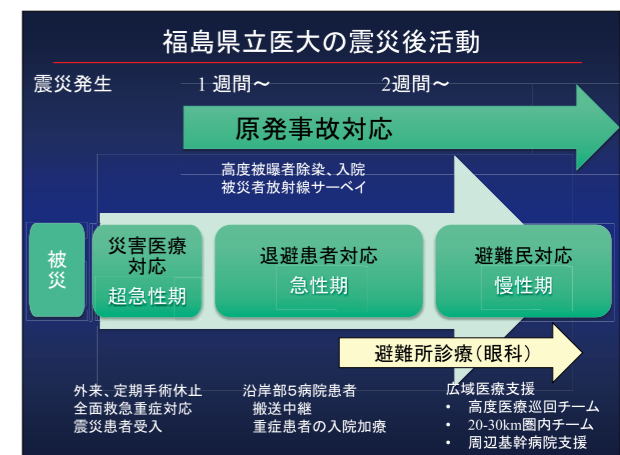 福島県立医大の震災後活動
震災発生
1週間～
2週間～
原発事故対応
高度被曝者除染、入院
被災者放射線サーベイ
被災
災害医療
対応
超急性期
退避患者対応
急性期
避難民対応
慢性期
避難所診療(眼科)
外来、定期手術休止
全面救急重症対応
震災患者受入
沿岸部5病院患者
搬送中継
重症患者の入院加療
広域医療支援
• 高度医療巡回チーム
• 20-30km圏内チーム
• 周辺基幹病院支援